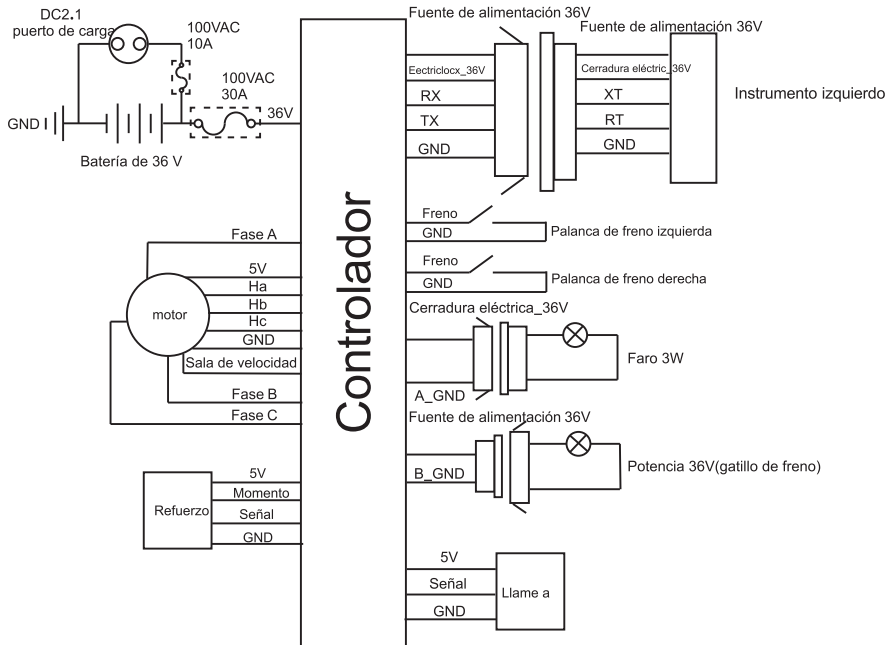 DC2.1
puerto de carga
100VAC
10A
100VAC
30A
36V
GND
Batería de 36 V
Fase A
5V
Ha
Hb
Hc
GND
Sala de velocidad
Fase B
Fase C
motor
5V
Momento
Señal
GND
Refuerzo
Controlador
Fuente de alimentación 36V
Eectriclocx_36V
RX
TX
GND
Fuente de alimentación 36V
Cerradura eléctric_36V
XT
RT
GND
Instrumento izquierdo
Freno
GND
Palanca de freno izquierda
Freno
GND
Palanca de freno derecha
Cerradura eléctrica_36V
A_GND
Faro 3W
Fuente de alimentación 36V
B_GND
Potencia 36V(gatillo de freno)
5V
Señal
GND
Llame a